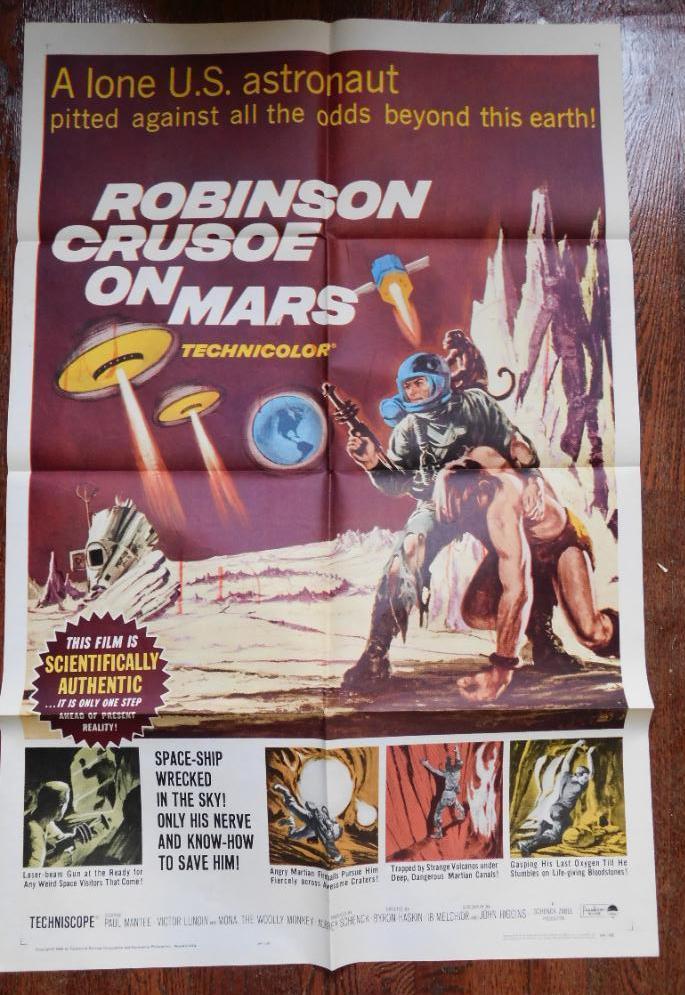 A lone U.S. astronaut
pitted against all the odds beyond this earth!
ROBINSON
CRUSOE
ON MARS
TECHNICOLOR®
THIS FILM IS
SCIENTIFICALLY
AUTHENTIC
...IT IS ONLY ONE STEP
AHEAD OF PRESENT
REALITY!
SPACE-SHIP
WRECKED
IN THE SKY!
ONLY HIS NERVE
AND KNOW-HOW
TO SAVE HIM!
Laser-beam Gun at the Ready for
Any Weird Space Visitors That Come!
Angry Martian Fireballs Pursue Him
Fiercely across Awesome Craters!
Trapped by Strange Volcanos under
Deep, Dangerous Martian Canals!
Gasping His Last Oxygen Till He
Stumbles on Life-giving Bloodstones!
TECHNISCOPE® STARRING PAUL MANTEE · VICTOR LUNDIN AND MONA, THE WOOLLY MONKEY · SCHENCK · BYRON HASKIN · IB MELCHIOR AND JOHN HIGGINS